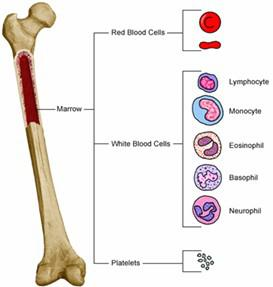 Red Blood Cells
Lymphocyte
Marrow
Monocyte
White Blood Cells
Eosinophil
Basophil
Neurophil
Platelets